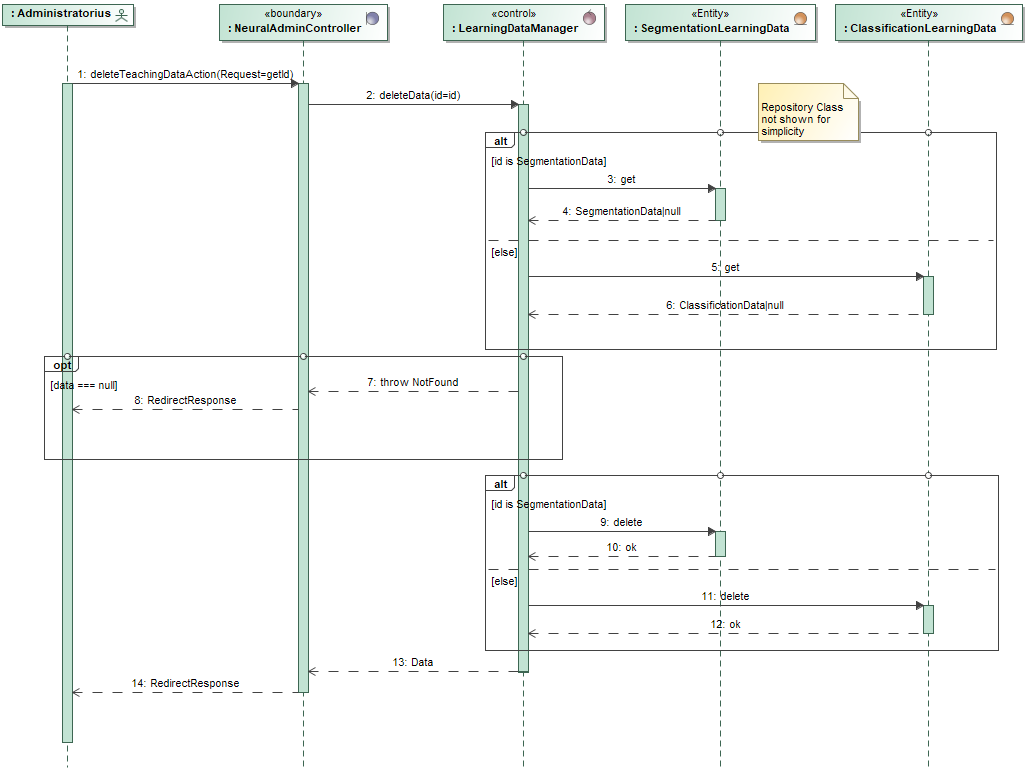 : Administratorius
«boundary»
: NeuralAdminController
«control»
: LearningDataManager
«Entity»
: SegmentationLearningData
«Entity»
: ClassificationLearningData
1: deleteTeachingDataAction(Request=getId)
2: deleteData(id=id)
Repository Class
not shown for
simplicity
alt
[id is SegmentationData]
3: get
4: SegmentationData|null
[else]
5: get
6: ClassificationData|null
opt
[data === null]
7: throw NotFound
8: RedirectResponse
alt
[id is SegmentationData]
9: delete
10: ok
[else]
11: delete
12: ok
13: Data
14: RedirectResponse